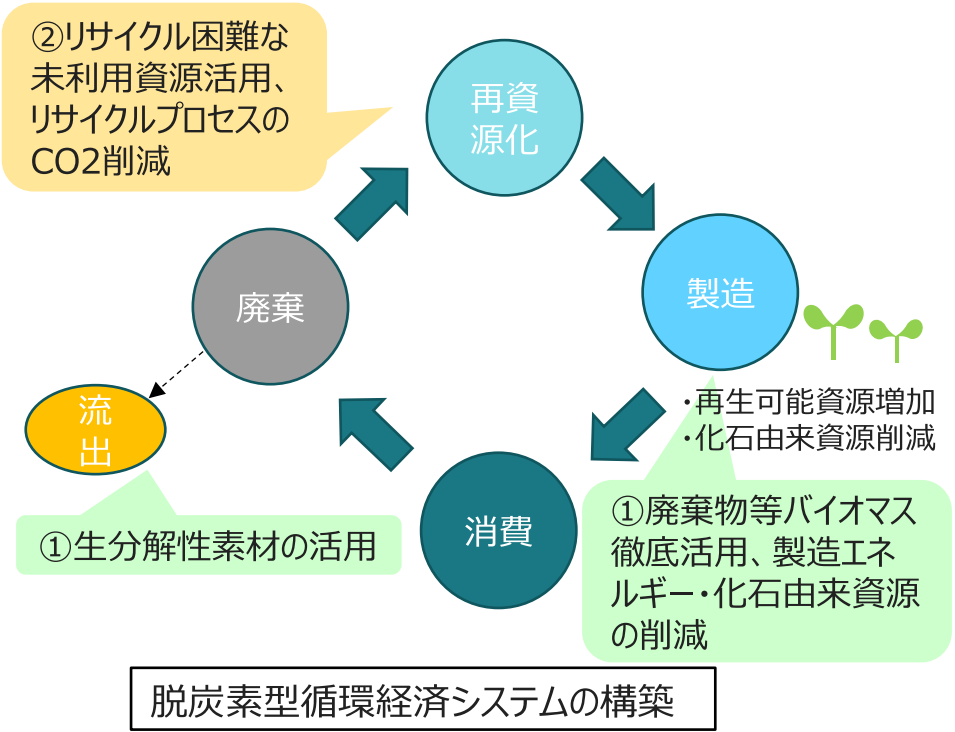 ②リサイクル困難な
未利用資源活用、
リサイクルプロセスの
CO2削減
再資
源化
製造
廃棄
流
出
・再生可能資源増加
・化石由来資源削減
①生分解性素材の活用
消費
①廃棄物等バイオマス
徹底活用、製造エネ
ルギー・化石由来資源
の削減
脱炭素型循環経済システムの構築